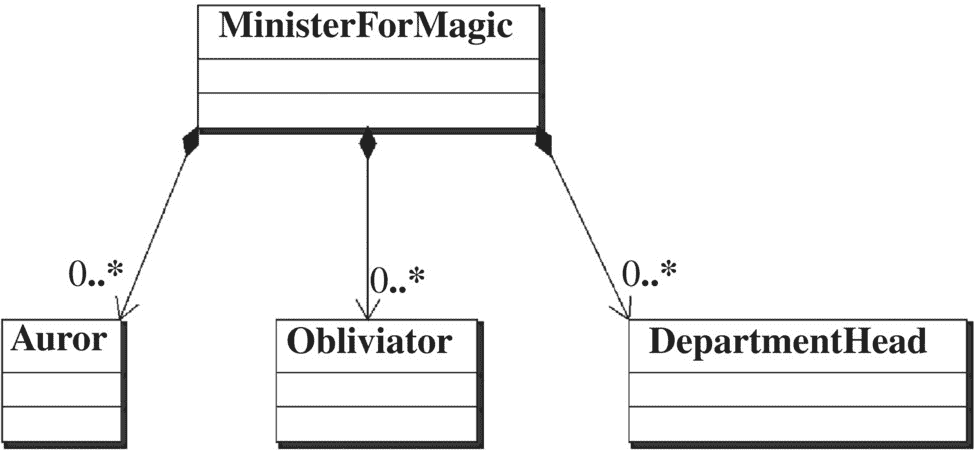 MinisterForMagic
0..*
0..*
0..*
Auror
Obliviator
DepartmentHead